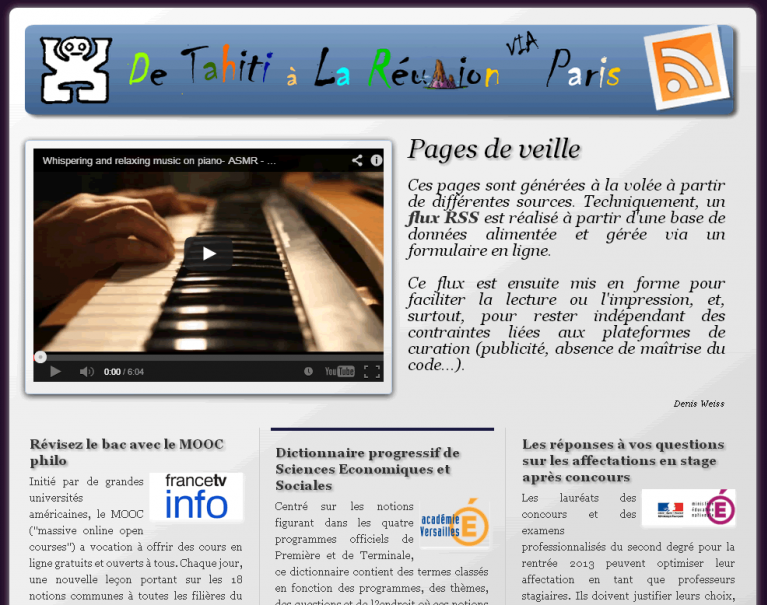 De Tahiti à La Réunion VIA Paris
Whispering and relaxing music on piano- ASMR - ...
0:00 / 6:04
YouTube
Pages de veille
Ces pages sont générées à la volée à partir
de différentes sources. Techniquement, un
flux RSS est réalisé à partir d'une base de
données alimentée et gérée via un
formulaire en ligne.
Ce flux est ensuite mis en forme pour
faciliter la lecture ou l'impression, et,
surtout, pour rester indépendant des
contraintes liées aux plateformes de
curation (publicité, absence de maîtrise du
code...).
Denis Weiss
Révisez le bac avec le MOOC
philo
Initié par de grandes
universités
américaines, le MOOC
("massive online open
courses") a vocation à offrir des cours en
ligne gratuits et ouverts à tous. Chaque jour,
une nouvelle leçon portant sur les 18
notions communes à toutes les filières du
francetv
info
Dictionnaire progressif de
Sciences Economiques et
Sociales
Centré sur les notions
figurant dans les quatre
programmes officiels de
Première et de Terminale,
ce dictionnaire contient des termes classés
en fonction des programmes, des thèmes,
des questions et de l?endroit où ces notions
académie
Versailles
Les réponses à vos questions
sur les affectations en stage
après concours
Les lauréats des
concours et des
examens
professionnalisés du second degré pour la
rentrée 2013 peuvent optimiser leur
affectation en tant que professeurs
stagiaires. Ils doivent justifier leurs choix,